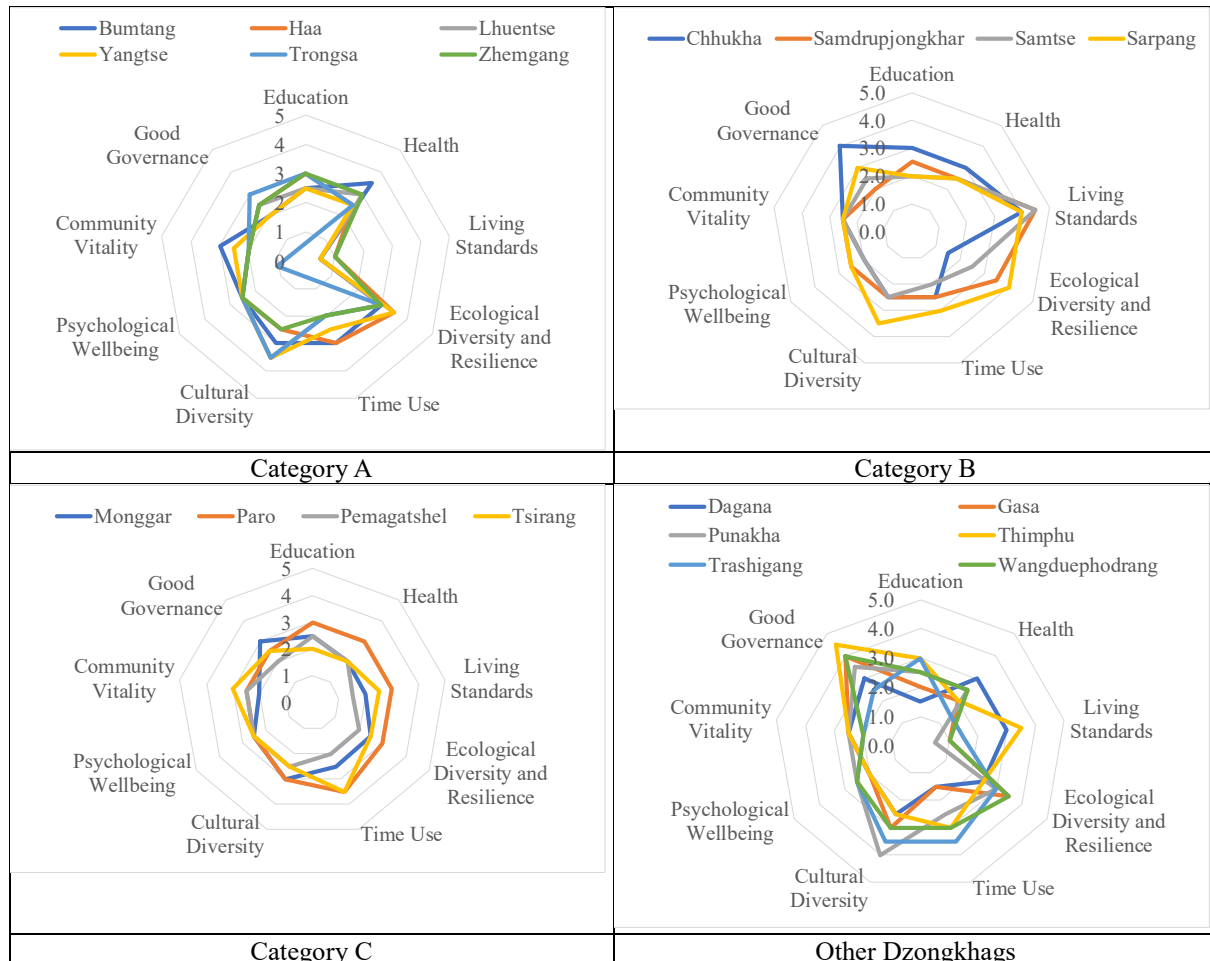 Bumtang
Haa
Lhuentse
Yangtse
Trongsa
Zhemgang
Education
5
4
3
2
1
0
Health
Living
Standards
Ecological
Diversity and
Resilience
Time Use
Cultural
Diversity
Psychological
Wellbeing
Community
Vitality
Good
Governance
Category A
Chhukha
Samdrupjongkhar
Samtse
Sarpang
Education
5.0
4.0
3.0
2.0
1.0
0.0
Health
Living
Standards
Ecological
Diversity and
Resilience
Time Use
Cultural
Diversity
Psychological
Wellbeing
Community
Vitality
Good
Governance
Category B
Monggar
Paro
Pemagatshel
Tsirang
Education
5
4
3
2
1
0
Health
Living
Standards
Ecological
Diversity and
Resilience
Time Use
Cultural
Diversity
Psychological
Wellbeing
Community
Vitality
Good
Governance
Category C
Dagana
Gasa
Punakha
Thimphu
Trashigang
Wangduephodrang
Education
5.0
4.0
3.0
2.0
1.0
0.0
Health
Living
Standards
Ecological
Diversity and
Resilience
Time Use
Cultural
Diversity
Psychological
Wellbeing
Community
Vitality
Good
Governance
Other Dzongkhags